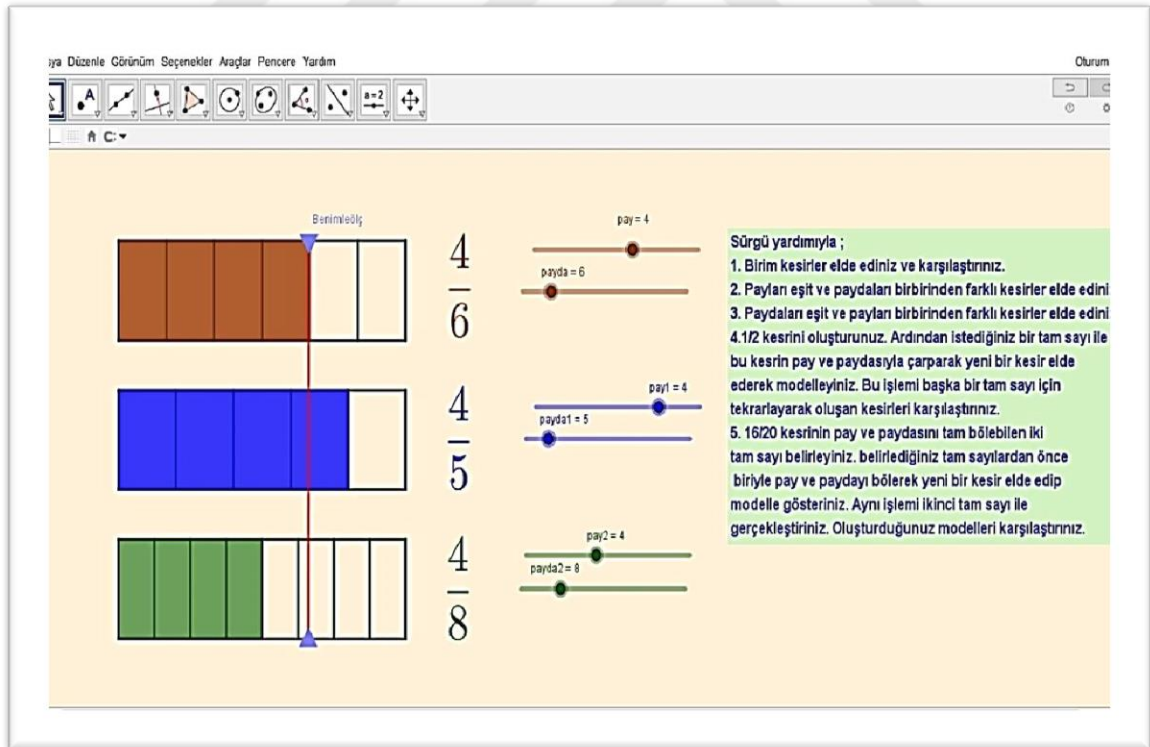 Düzenle Görünüm Seçenekler Araçlar Pencere Yardım
Oturum
A
a=2
C:
Benimleölç
4
6
pay = 4
payda = 6
4
5
pay1 = 4
payda1 = 5
4
8
pay2 = 4
payda2 = 8
Sürgü yardımıyla ;
1. Birim kesirler elde ediniz ve karşılaştırınız.
2. Payları eşit ve paydaları birbirinden farklı kesirler elde edini
3. Paydaları eşit ve payları birbirinden farklı kesirler elde edini
4.1/2 kesrini oluşturunuz. Ardından istediğiniz bir tam sayı ile
bu kesrin pay ve paydasıyla çarparak yeni bir kesir elde
ederek modelleyiniz. Bu işlemi başka bir tam sayı için
tekrarlayarak oluşan kesirleri karşılaştırınız.
5. 16/20 kesrinin pay ve paydasını tam bölebilen iki
tam sayı belirleyiniz. belirlediğiniz tam sayılardan önce
biriyle pay ve paydayı bölerek yeni bir kesir elde edip
modelle gösteriniz. Aynı işlemi ikinci tam sayı ile
gerçekleştiriniz. Oluşturduğunuz modelleri karşılaştırınız.